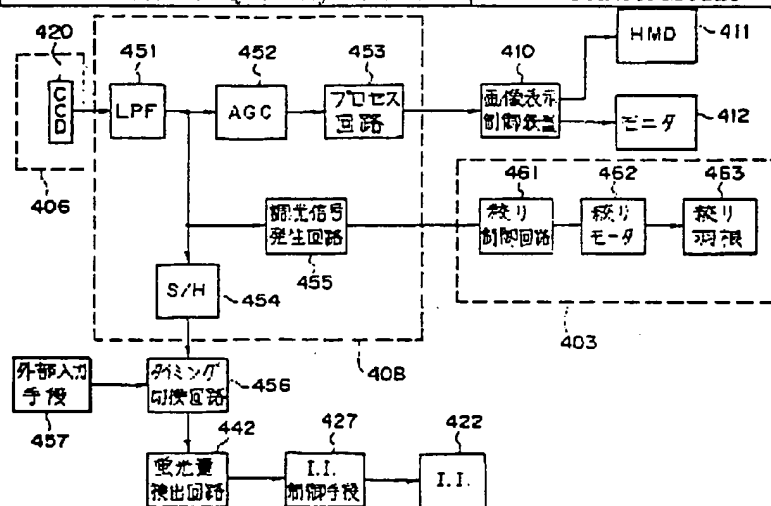 420
451
452
453
410
HMD
411
CCD
LPF
AGC
プロセス
回路
画像表示
制御装置
モニタ
412
406
461
462
463
調光信号
発生回路
絞り
制御回路
絞り
モータ
絞り
羽根
455
S/H
454
403
408
外部入力
手段
タイミング
切換回路
456
457
442
427
422
蛍光量
検出回路
I.I.
制御手段
I.I.